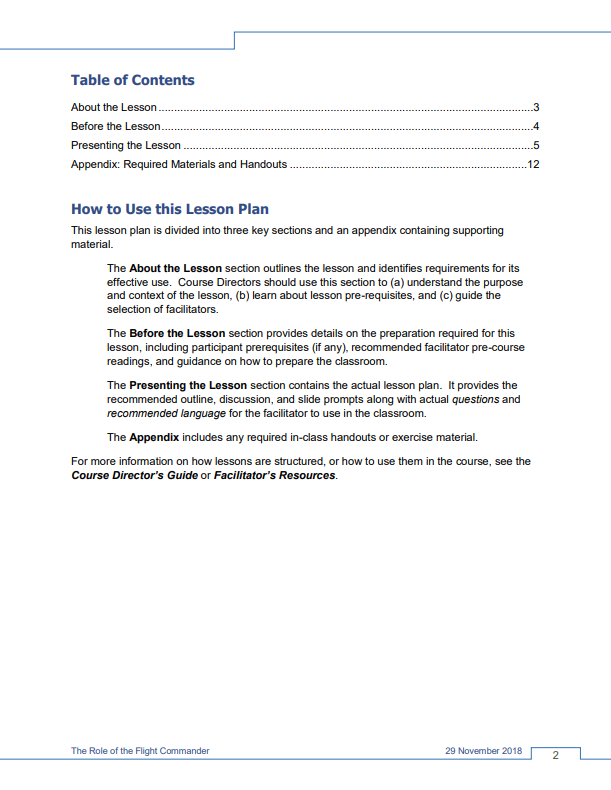 Table of Contents
About the Lesson.........................................................................................................................3
Before the Lesson........................................................................................................................4
Presenting the Lesson .................................................................................................................5
Appendix: Required Materials and Handouts ............................................................................12
How to Use this Lesson Plan
This lesson plan is divided into three key sections and an appendix containing supporting
material.
The About the Lesson section outlines the lesson and identifies requirements for its
effective use.  Course Directors should use this section to (a) understand the purpose
and context of the lesson, (b) learn about lesson pre-requisites, and (c) guide the
selection of facilitators.
The Before the Lesson section provides details on the preparation required for this
lesson, including participant prerequisites (if any), recommended facilitator pre-course
readings, and guidance on how to prepare the classroom.
The Presenting the Lesson section contains the actual lesson plan.  It provides the
recommended outline, discussion, and slide prompts along with actual questions and
recommended language for the facilitator to use in the classroom.
The Appendix includes any required in-class handouts or exercise material.
For more information on how lessons are structured, or how to use them in the course, see the
Course Director's Guide or Facilitator's Resources.
The Role of the Flight Commander 29 November 2018 2